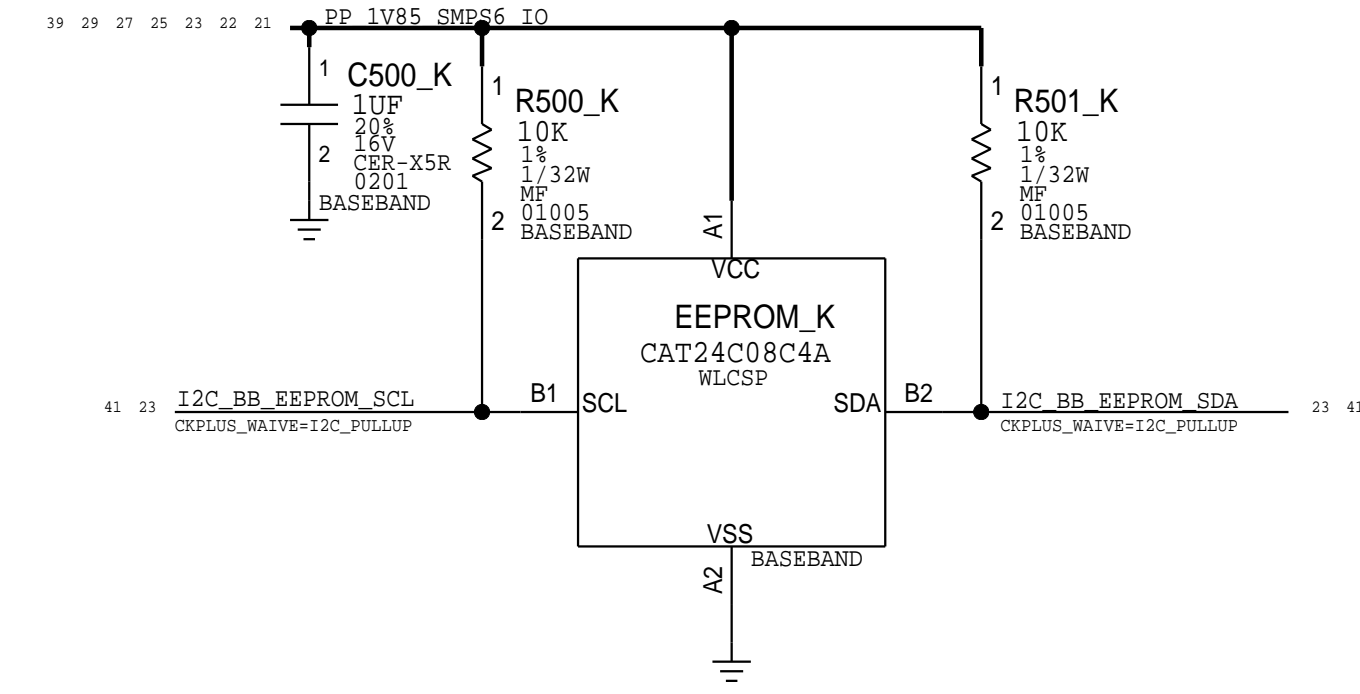 39 29 27 25 23 22 21 PP_1V85_SMPS6_IO
1
C500_K
1UF
20%
16V
2
CER-X5R
0201
BASEBAND
1
R500_K
10K
1%
1/32W
MF
01005
2
BASEBAND
1
R501_K
10K
1%
1/32W
MF
01005
2
BASEBAND
A1
VCC
EEPROM_K
CAT24C08C4A
WLCSP
41 23 I2C_BB_EEPROM_SCL
CKPLUS_WAIVE=I2C_PULLUP
B1
SCL
SDA
B2
I2C_BB_EEPROM_SDA 23 41
CKPLUS_WAIVE=I2C_PULLUP
VSS
BASEBAND
A2